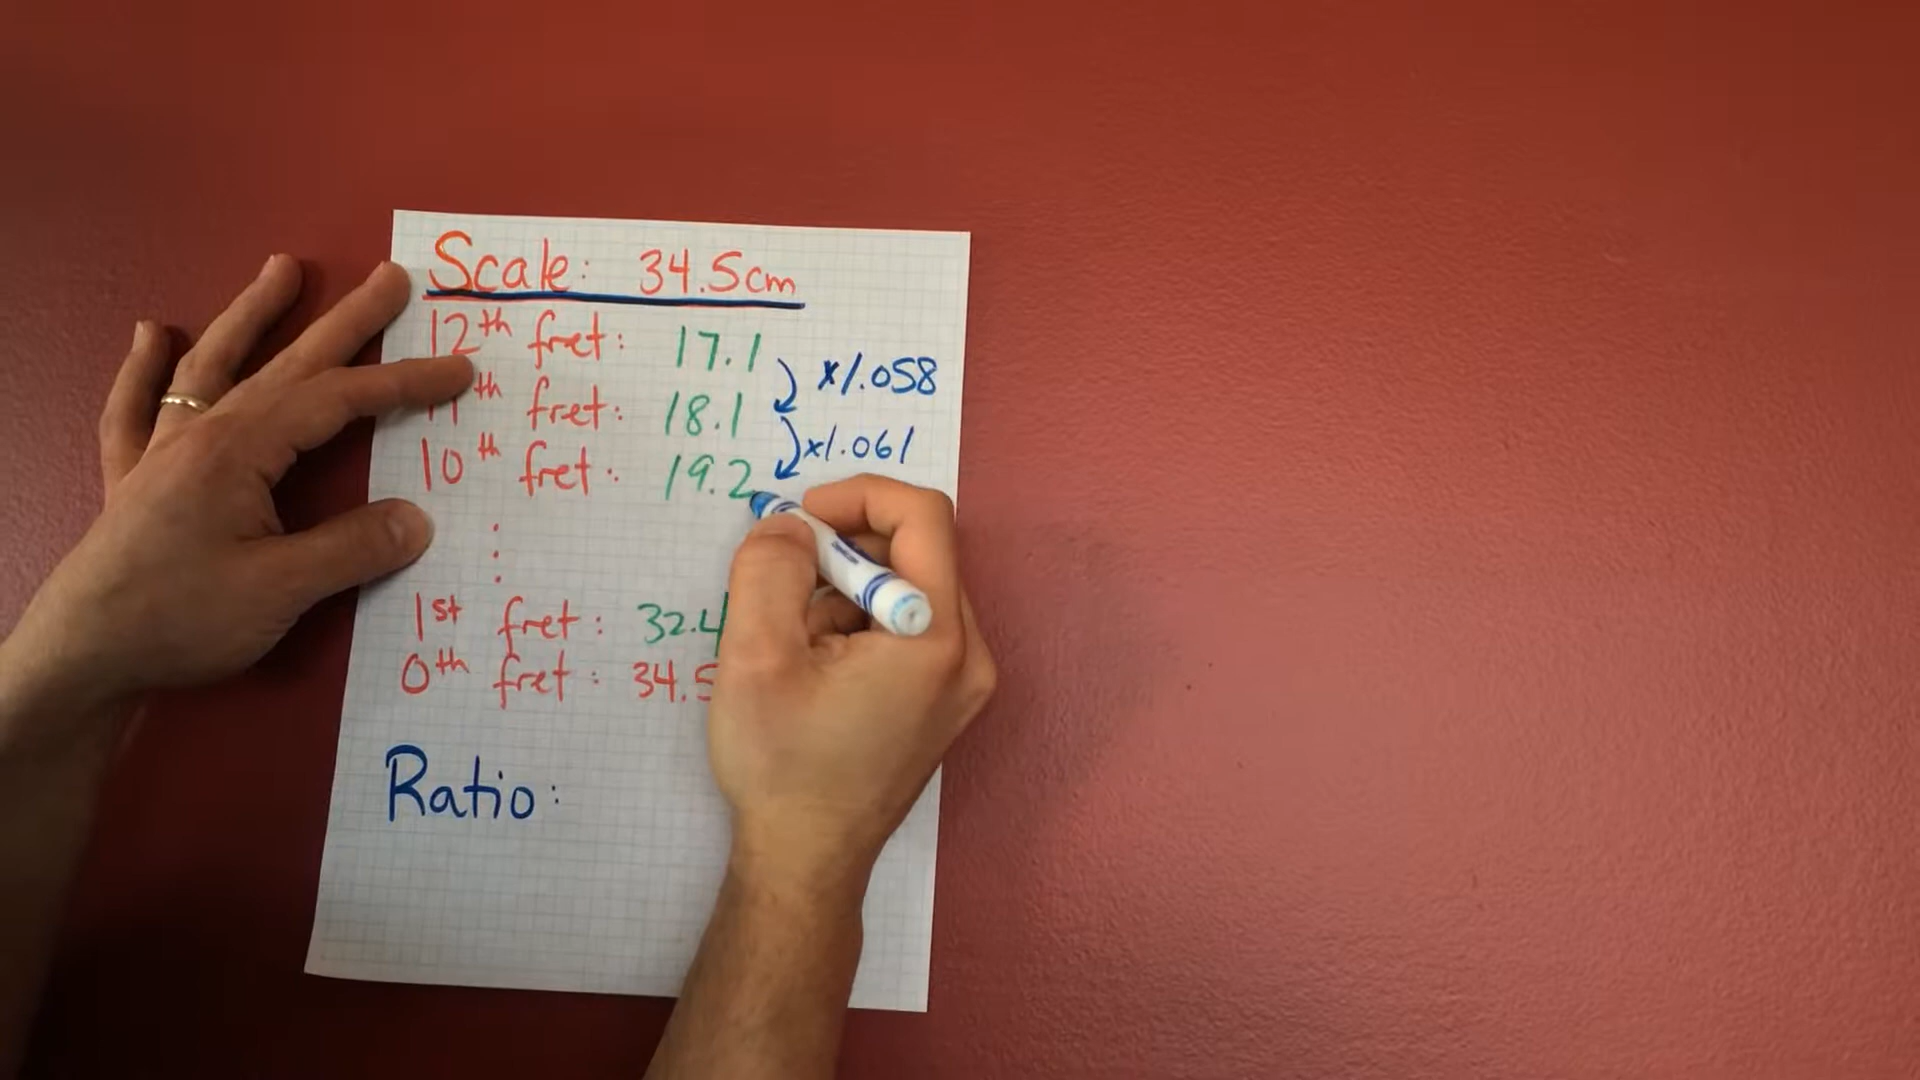 Scale: 34.5cm
12th fret: 17.1
x1.058
th fret: 18.1
x1.061
10th fret: 19.2
⋮
1st fret: 32.4
0th fret: 34.5
Ratio: